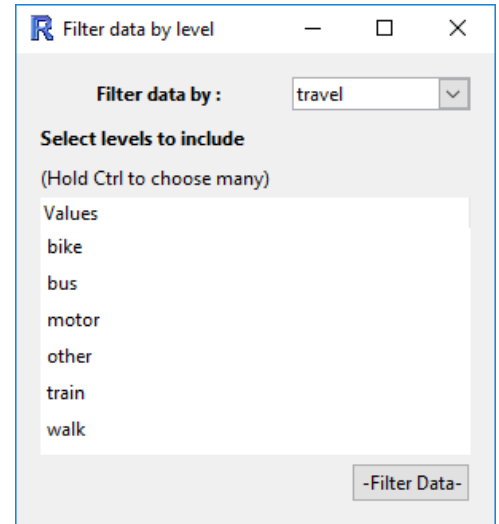 Filter data by level
Filter data by : travel
Select levels to include
(Hold Ctrl to choose many)
Values
bike
bus
motor
other
train
walk
-Filter Data-